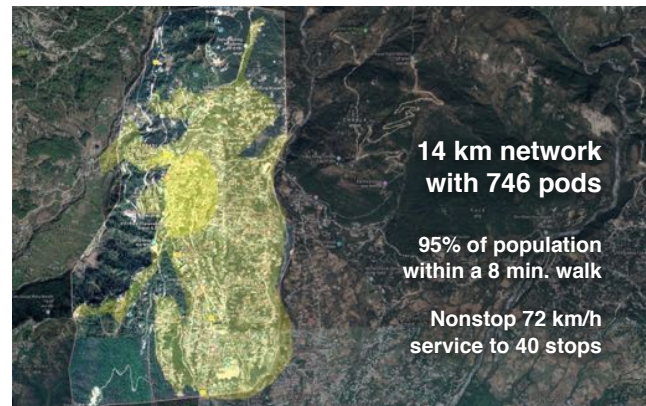 14 km network
with 746 pods
95% of population
within a 8 min. walk
Nonstop 72 km/h
service to 40 stops